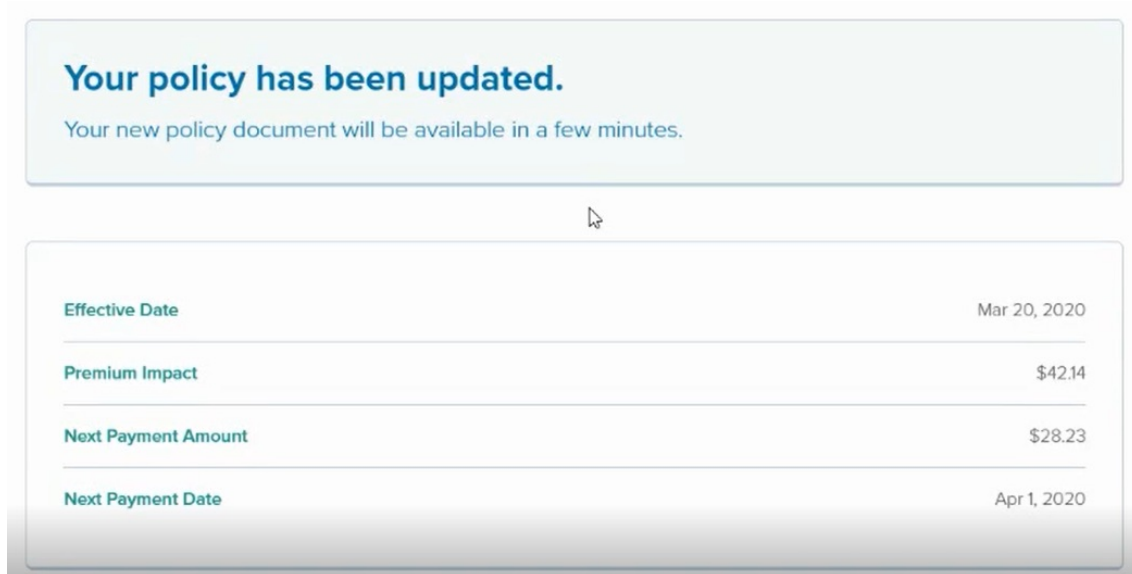 Your policy has been updated.
Your new policy document will be available in a few minutes.
Effective Date Mar 20, 2020
Premium Impact $42.14
Next Payment Amount $28.23
Next Payment Date Apr 1, 2020